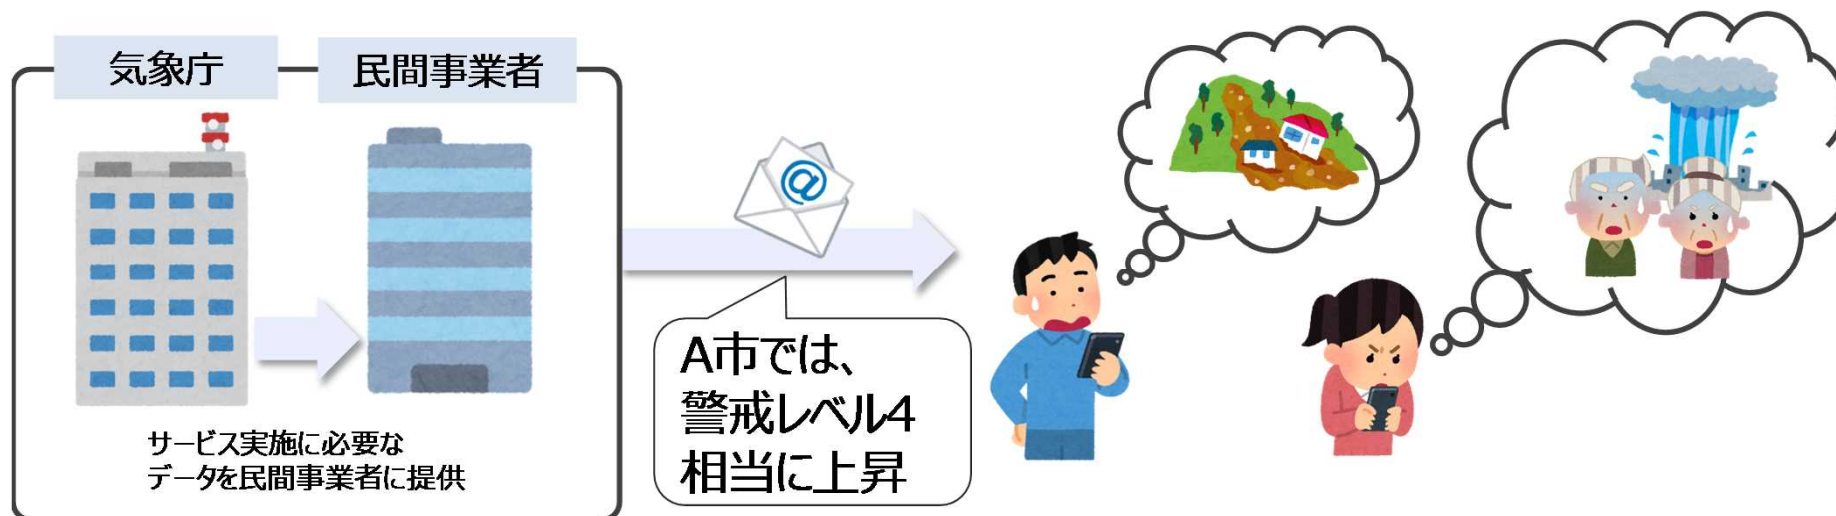 気象庁
民間事業者
サービス実施に必要な
データを民間事業者に提供
@
A市では、
警戒レベル4
相当に上昇